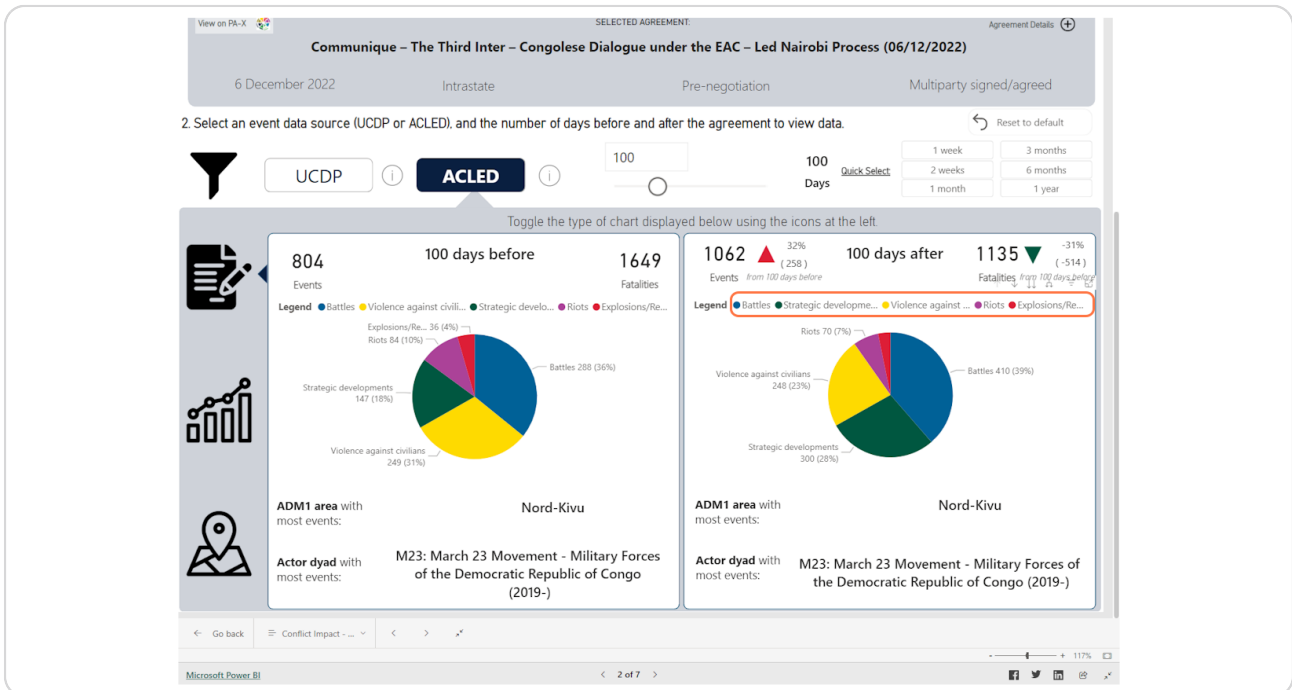 View on PA-X
SELECTED AGREEMENT:
Agreement Details
Communique – The Third Inter – Congolese Dialogue under the EAC – Led Nairobi Process (06/12/2022)
6 December 2022
Intrastate
Pre-negotiation
Multiparty signed/agreed
2. Select an event data source (UCDP or ACLED), and the number of days before and after the agreement to view data.
Reset to default
UCDP
i
ACLED
i
100
100
Days
Quick Select
1 week
3 months
2 weeks
6 months
1 month
1 year
Toggle the type of chart displayed below using the icons at the left.
804
Events
100 days before
1649
Fatalities
Legend Battles Violence against civili... Strategic develo... Riots Explosions/Re...
Explosions/Re... 36 (4%)
Riots 84 (10%)
Battles 288 (36%)
Strategic developments
147 (18%)
Violence against civilians
249 (31%)
ADM1 area with
most events:
Nord-Kivu
Actor dyad with
most events:
M23: March 23 Movement - Military Forces
of the Democratic Republic of Congo
(2019-)
1062
Events
32%
(258)
from 100 days before
100 days after
1135
Fatalities
-31%
(-514)
from 100 days before
Legend Battles Strategic developme... Violence against ... Riots Explosions/Re...
Riots 70 (7%)
Battles 410 (39%)
Violence against civilians
248 (23%)
Strategic developments
300 (28%)
ADM1 area with
most events:
Nord-Kivu
Actor dyad with
most events:
M23: March 23 Movement - Military Forces of
the Democratic Republic of Congo (2019-)
Go back
Conflict Impact - ...
- + 117%
Microsoft Power BI
2 of 7